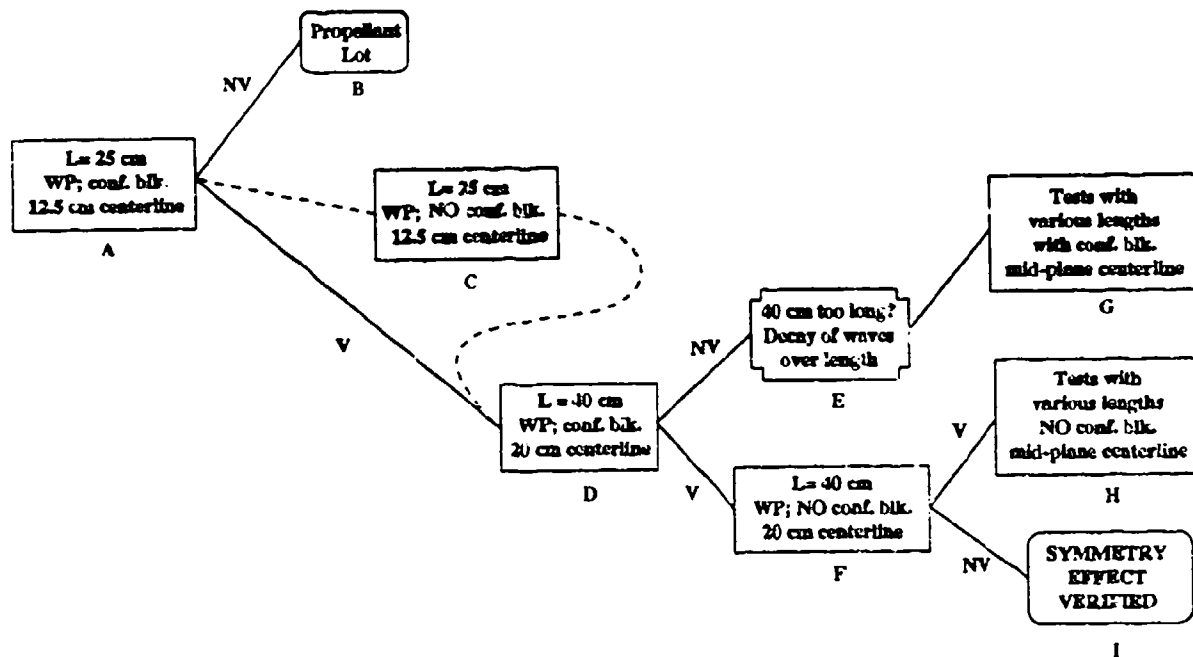 Propellant
Lot
B
NV
L= 25 cm
WP; conf. blk.
12.5 cm centerline
A
L= 25 cm
WP; NO conf. blk.
12.5 cm centerline
C
V
L = 40 cm
WP; conf. blk.
20 cm centerline
D
NV
40 cm too long?
Decay of waves
over length
E
V
L= 40 cm
WP; NO conf. blk.
20 cm centerline
F
Tests with
various lengths
with conf. blk.
mid-plane centerline
G
V
Tests with
various lengths
NO conf. blk.
mid-plane centerline
H
NV
SYMMETRY
EFFECT
VERIFIED
I